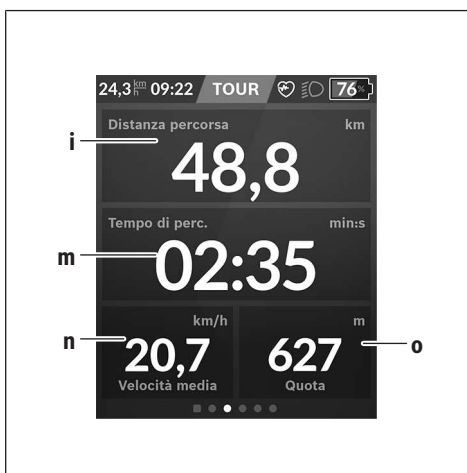 24,3 km/h 09:22 TOUR 76%
i Distanza percorsa km
48,8
Tempo di perc. min:s
m 02:35
km/h m
n 20,7 627 o
Velocità media Quota